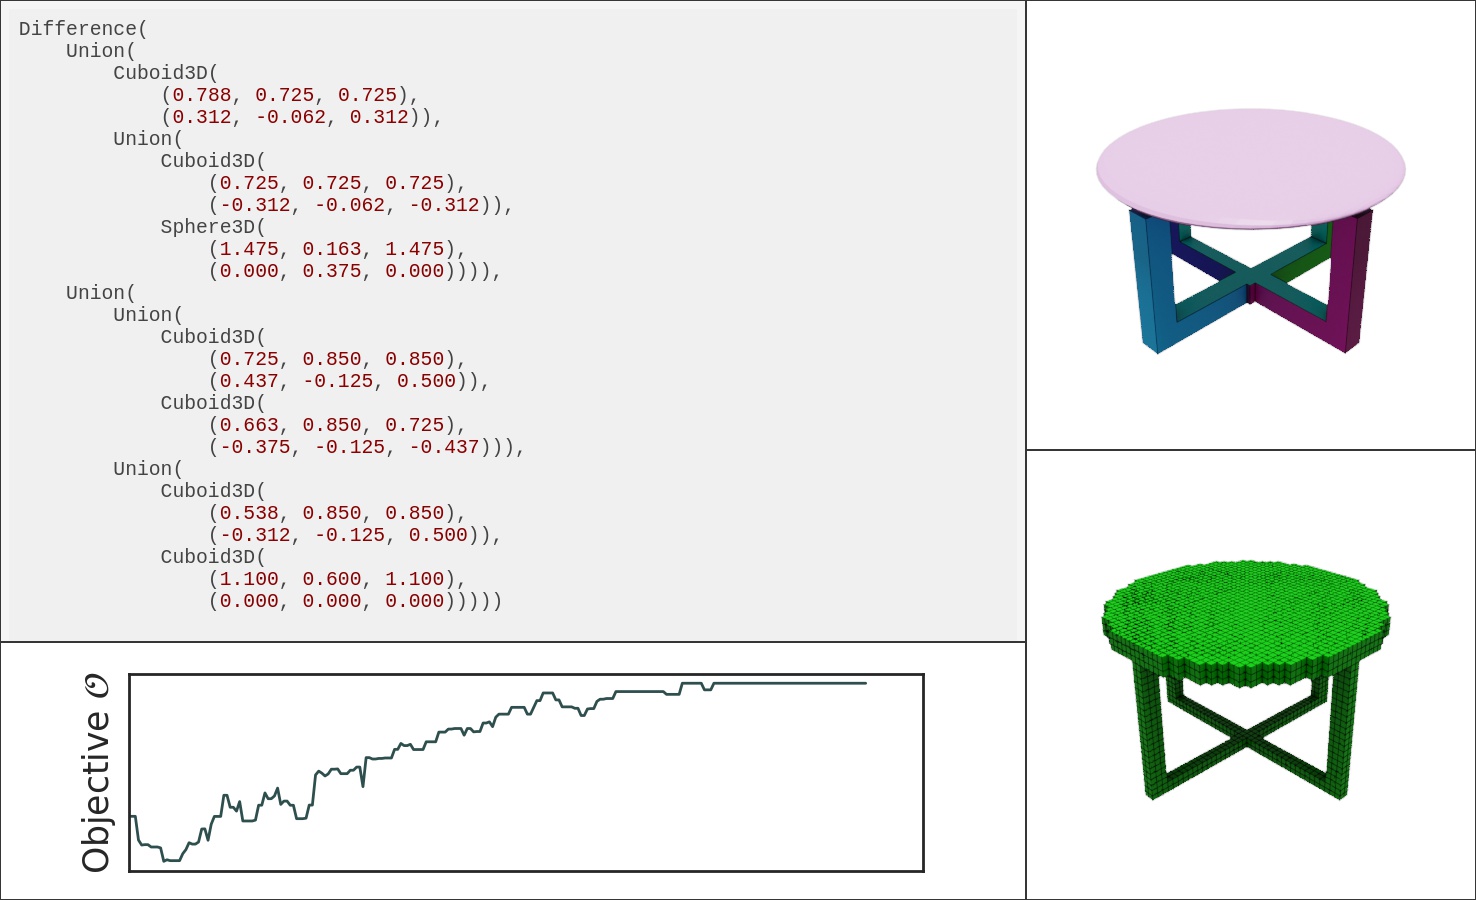 Difference(
    Union(
        Cuboid3D(
            (0.788, 0.725, 0.725),
            (0.312, -0.062, 0.312)),
        Union(
            Cuboid3D(
                (0.725, 0.725, 0.725),
                (-0.312, -0.062, -0.312)),
            Sphere3D(
                (1.475, 0.163, 1.475),
                (0.000, 0.375, 0.000)))),
    Union(
        Union(
            Cuboid3D(
                (0.725, 0.850, 0.850),
                (0.437, -0.125, 0.500)),
            Cuboid3D(
                (0.663, 0.850, 0.725),
                (-0.375, -0.125, -0.437))),
        Union(
            Cuboid3D(
                (0.538, 0.850, 0.850),
                (-0.312, -0.125, 0.500)),
            Cuboid3D(
                (1.100, 0.600, 1.100),
                (0.000, 0.000, 0.000)))))
Objective 𝒪